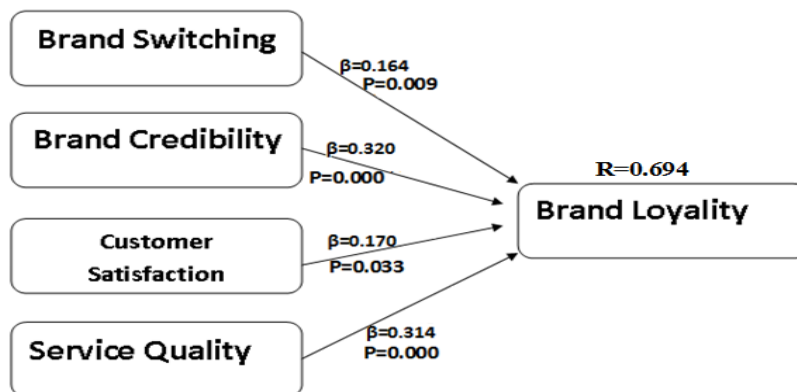 Brand Switching
β=0.164
P=0.009
Brand Credibility
β=0.320
P=0.000
R=0.694
Brand Loyality
Customer
Satisfaction
β=0.170
P=0.033
Service Quality
β=0.314
P=0.000